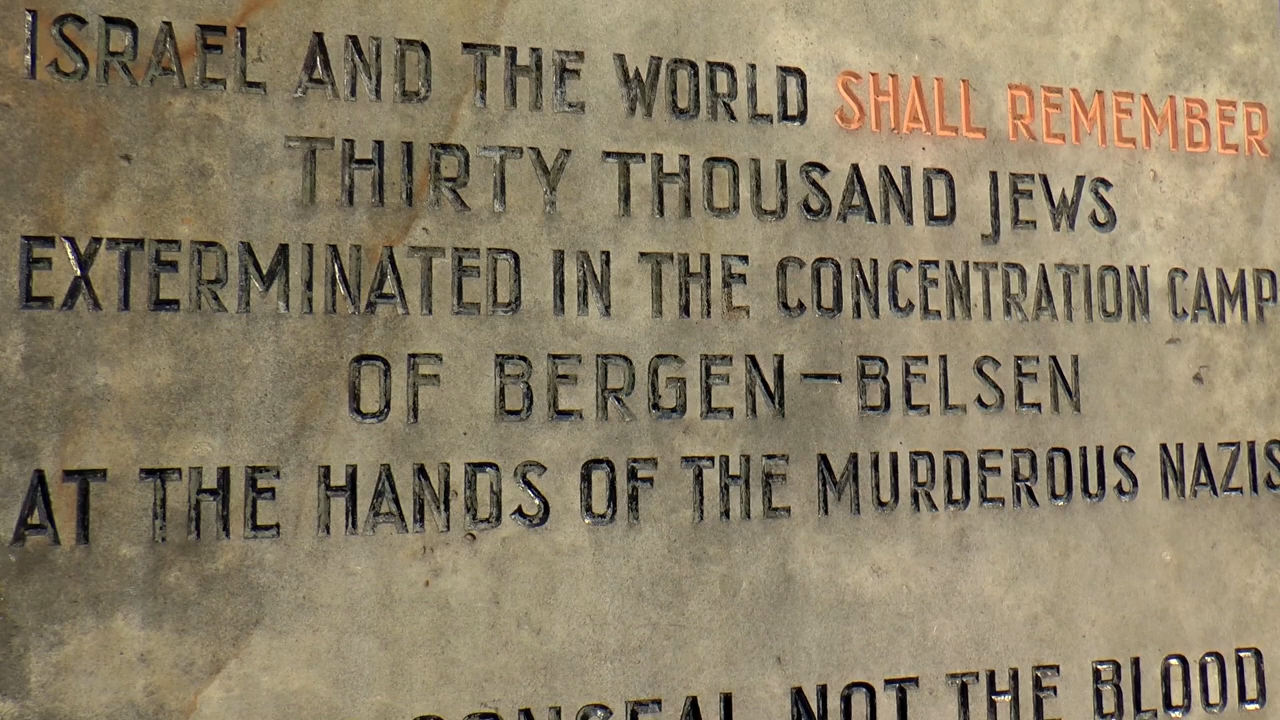 ISRAEL AND THE WORLD SHALL REMEMBER
THIRTY THOUSAND JEWS
EXTERMINATED IN THE CONCENTRATION CAMP
OF BERGEN-BELSEN
AT THE HANDS OF THE MURDEROUS NAZIS
CONSEAL NOT THE BLOOD